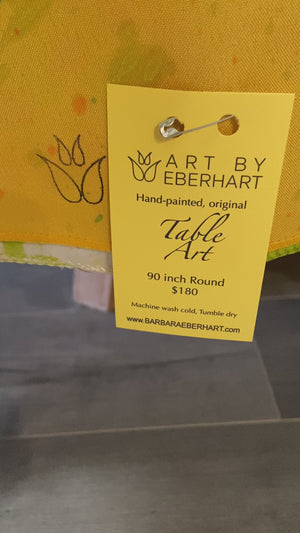 ART BY
EBERHART
Hand-painted, original
Table
Art
90 inch Round
$180
Machine wash cold, Tumble dry
www.BARBARAEBERHART.com